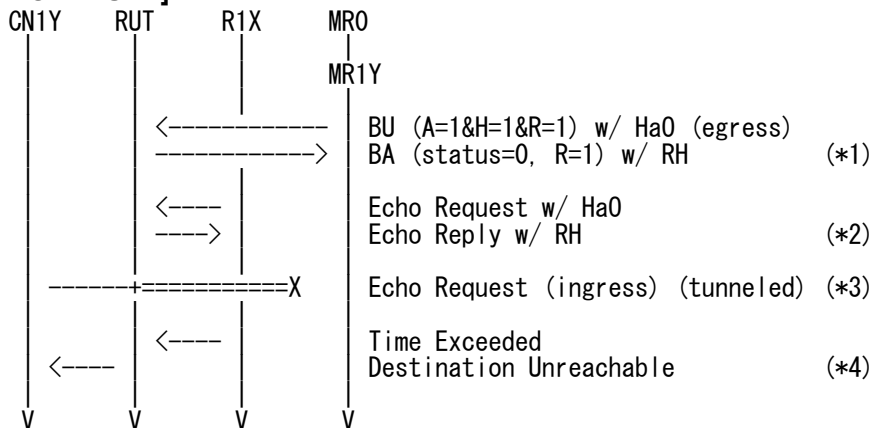 CN1Y RUT R1X MR0
MR1Y
<------------ BU (A=1&H=1&R=1) w/ HaO (egress)
------------> BA (status=0, R=1) w/ RH (*1)
<---- Echo Request w/ HaO
----> Echo Reply w/ RH (*2)
------+===========X Echo Request (ingress) (tunneled) (*3)
<---- Time Exceeded
<---- Destination Unreachable (*4)
V V V V